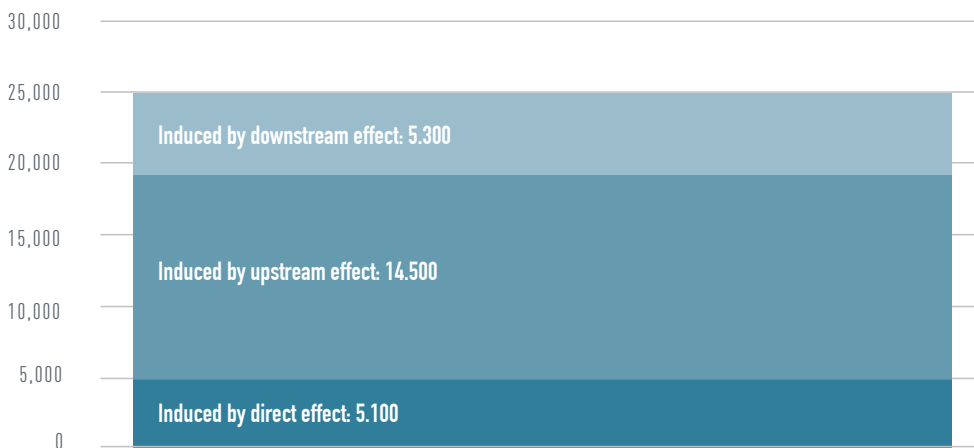 30,000
25,000
Induced by downstream effect: 5.300
20,000
15,000
Induced by upstream effect: 14.500
10,000
5,000
Induced by direct effect: 5.100
0